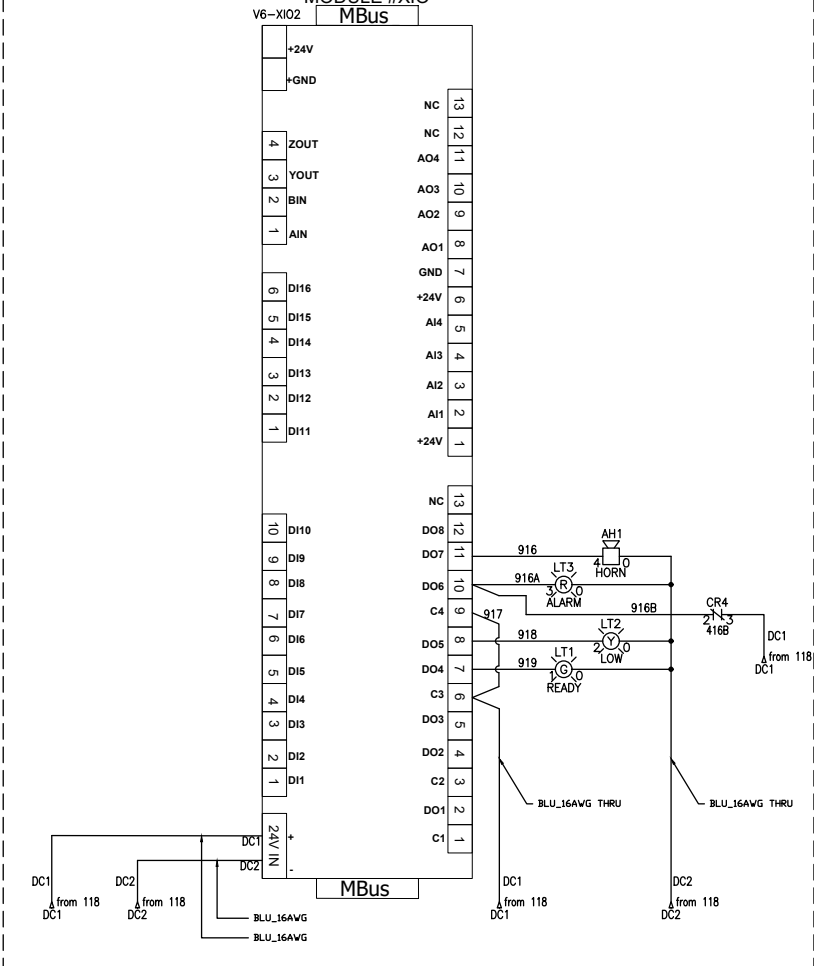 MODULE #XIO
V6-XIO2
MBus
+24V
+GND
4 ZOUT
3 YOUT
2 BIN
1 AIN
6 DI16
5 DI15
4 DI14
3 DI13
2 DI12
1 DI11
10 DI10
9 DI9
8 DI8
7 DI7
6 DI6
5 DI5
4 DI4
3 DI3
2 DI2
1 DI1
24V IN
+
-
DC1
DC2
NC 13
NC 12
AO4 11
AO3 10
AO2 9
AO1 8
GND 7
+24V 6
AI4 5
AI3 4
AI2 3
AI1 2
+24V 1
NC 13
DO8 12
DO7 11
DO6 10
C4 9
DO5 8
DO4 7
C3 6
DO3 5
DO2 4
C2 3
DO1 2
C1 1
916
AH1
4 0
HORN
916A
LT3
3 R 0
ALARM
916B
CR4
2 3
416B
DC1
from 118
DC1
917
918
LT2
2 Y 0
LOW
919
LT1
1 G 0
READY
BLU_16AWG THRU
BLU_16AWG THRU
DC1
from 118
DC1
DC2
from 118
DC2
BLU_16AWG
BLU_16AWG
MBus
DC1
from 118
DC1
DC2
from 118
DC2